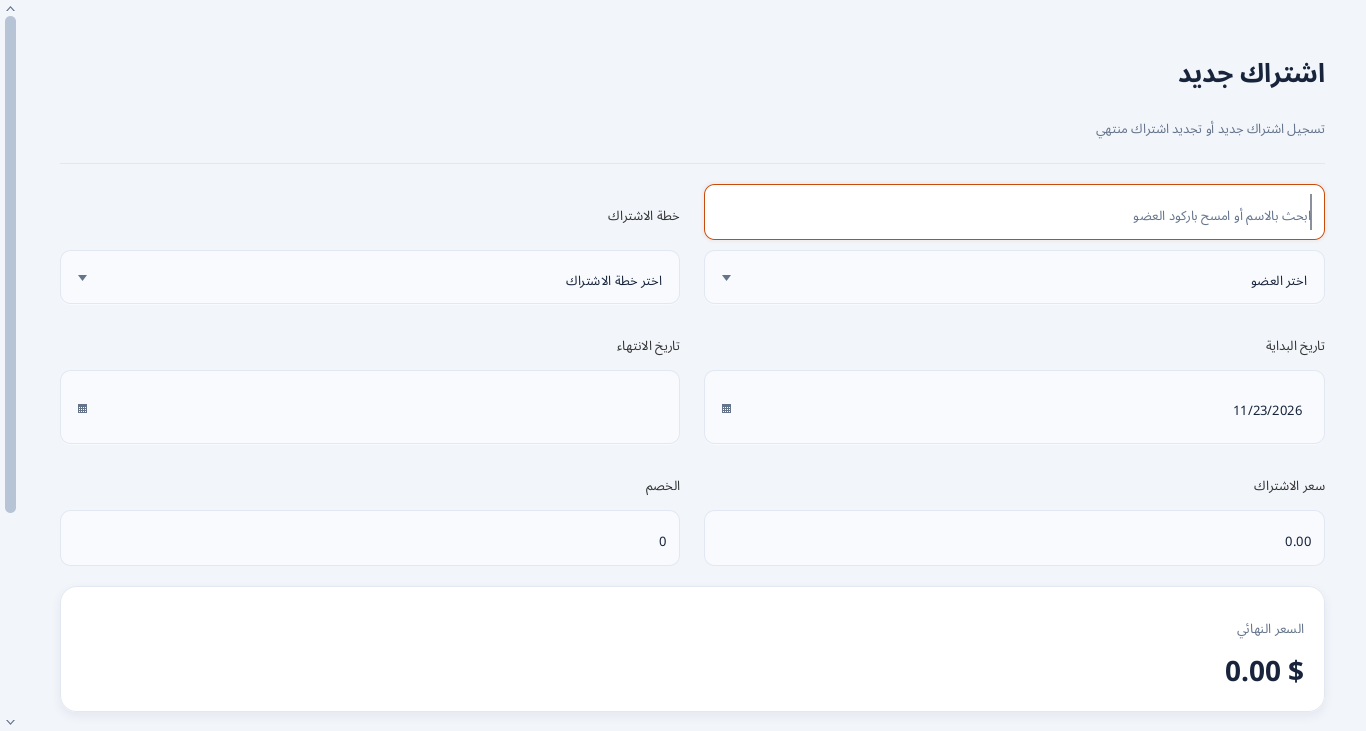 اشتراك جديد
تسجيل اشتراك جديد أو تجديد اشتراك منتهي
ابحث بالاسم أو امسح باركود العضو
خطة الاشتراك
اختر العضو
اختر خطة الاشتراك
تاريخ البداية
تاريخ الانتهاء
11/23/2026
سعر الاشتراك
الخصم
0.00
0
السعر النهائي
0.00 $